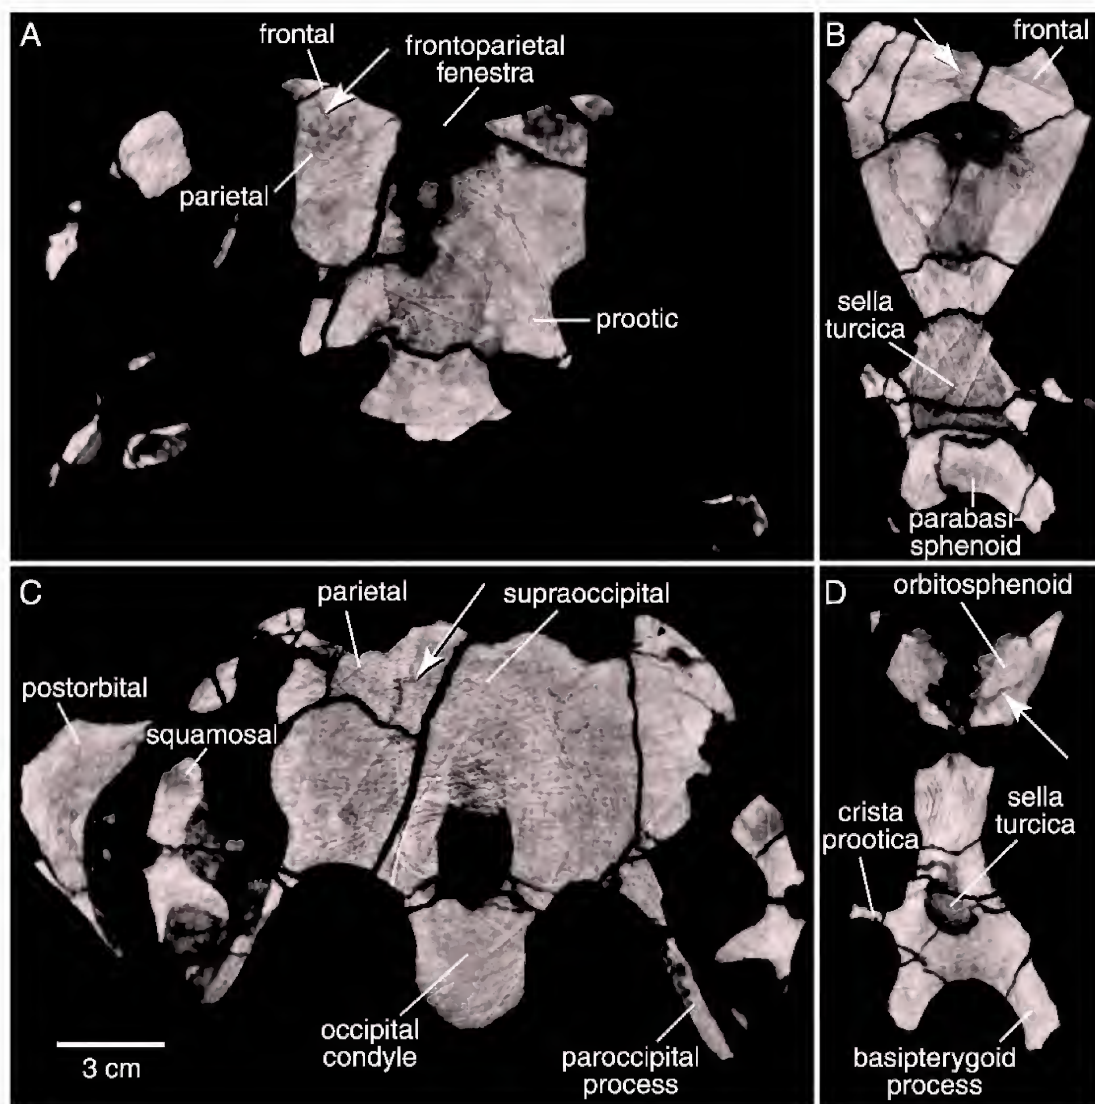 A
frontal
frontoparietal
fenestra
parietal
prootic
B
frontal
sella
turcica
parabasi-
sphenoid
C
parietal
supraoccipital
postorbital
squamosal
occipital
condyle
paroccipital
process
3 cm
D
orbitosphenoid
crista
prootica
sella
turcica
basipterygoid
process